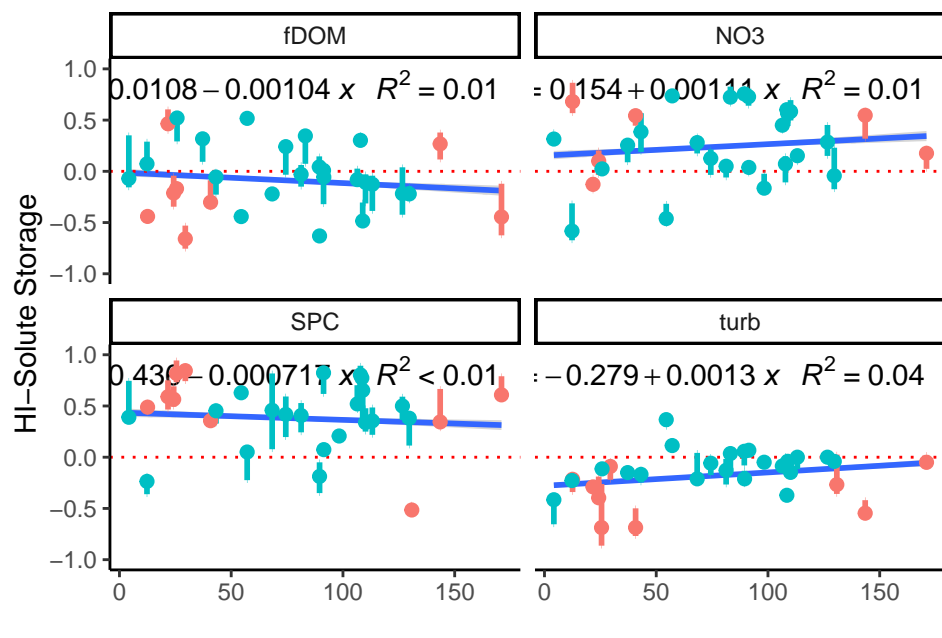 fDOM
NO3
0.0108 − 0.00104 x R² = 0.01
= 0.154 + 0.00111 x R² = 0.01
1.0
0.5
0.0
−0.5
−1.0
HI−Solute Storage
SPC
turb
0.439 − 0.000717 x R² < 0.01
= −0.279 + 0.0013 x R² = 0.04
1.0
0.5
0.0
−0.5
−1.0
0 50 100 150
0 50 100 150